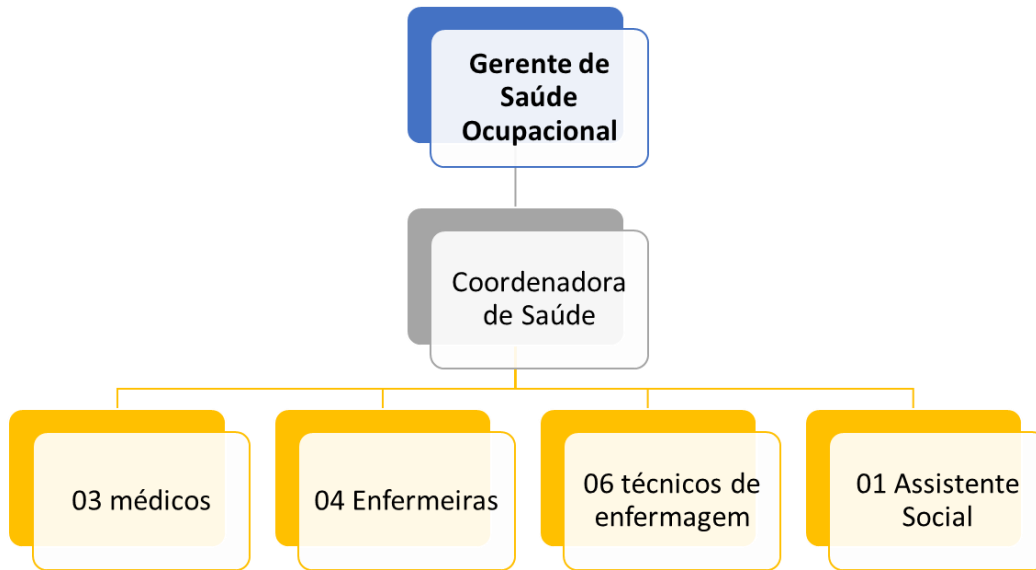 Gerente de
Saúde
Ocupacional
Coordenadora
de Saúde
03 médicos
04 Enfermeiras
06 técnicos de
enfermagem
01 Assistente
Social